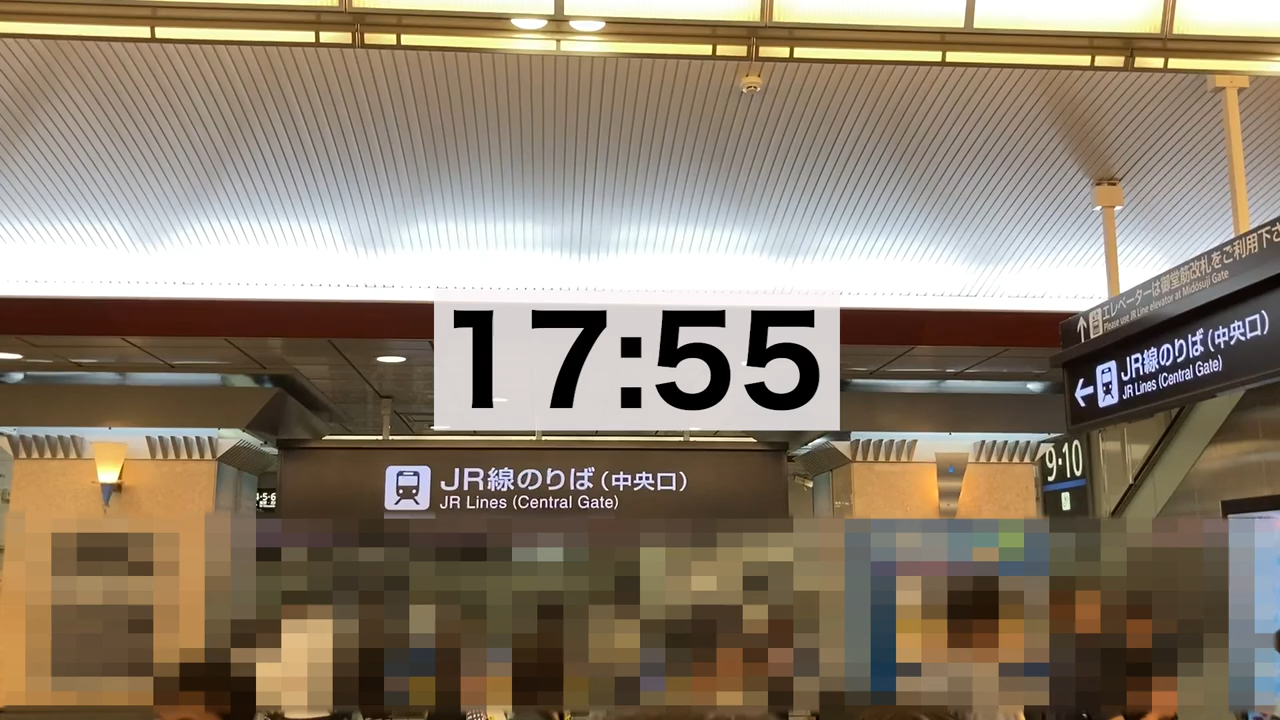 エレベーターは御堂筋改札をご利用下さ
Please use JR Line elevator at Midōsuji Gate
17:55
JR線のりば(中央口)
JR Lines (Central Gate)
9・10
JR線のりば(中央口)
JR Lines (Central Gate)